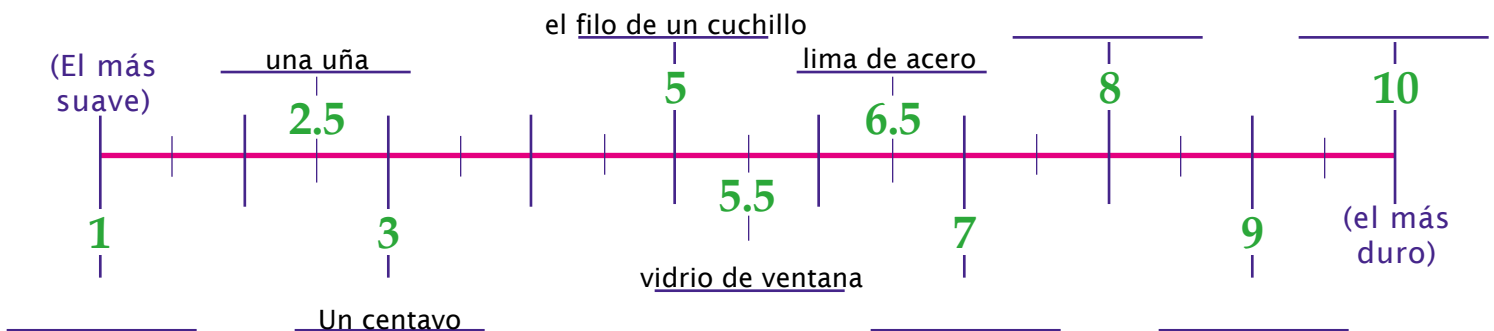 el filo de un cuchillo
una uña
lima de acero
(El más
suave)
2.5
5
6.5
8
10
1
3
5.5
7
9
(el más
duro)
vidrio de ventana
Un centavo